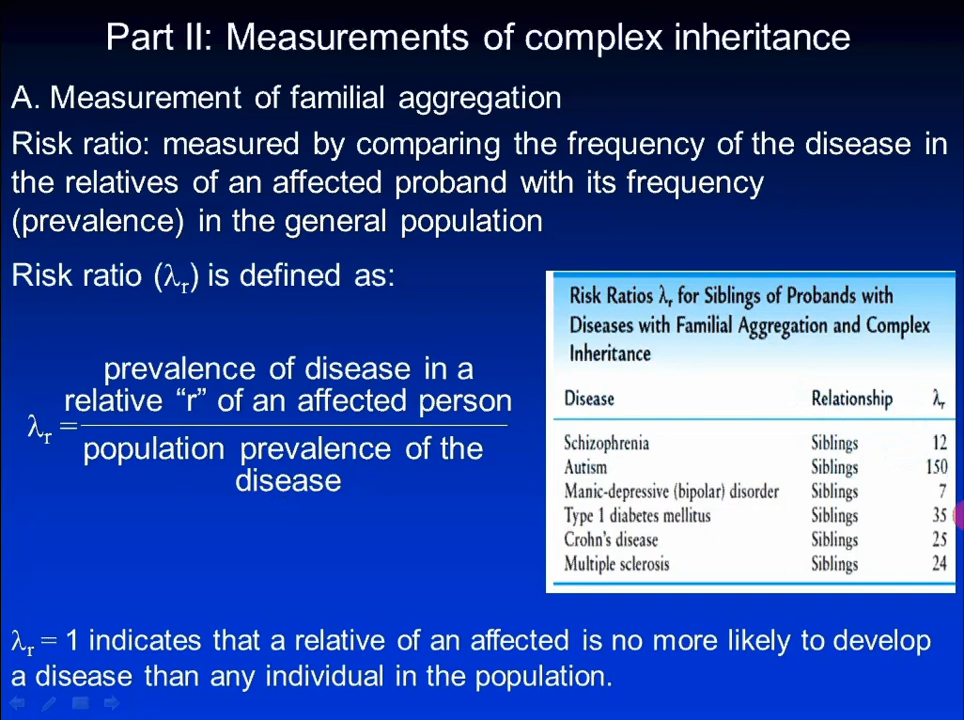 Part II: Measurements of complex inheritance
A. Measurement of familial aggregation
Risk ratio: measured by comparing the frequency of the disease in
the relatives of an affected proband with its frequency
(prevalence) in the general population
Risk ratio (λr) is defined as:
λr =
prevalence of disease in a
relative “r” of an affected person
population prevalence of the
disease
Risk Ratios λr for Siblings of Probands with
Diseases with Familial Aggregation and Complex
Inheritance
Disease Relationship λr
Schizophrenia Siblings 12
Autism Siblings 150
Manic-depressive (bipolar) disorder Siblings 7
Type 1 diabetes mellitus Siblings 35
Crohn's disease Siblings 25
Multiple sclerosis Siblings 24
λr = 1 indicates that a relative of an affected is no more likely to develop
a disease than any individual in the population.